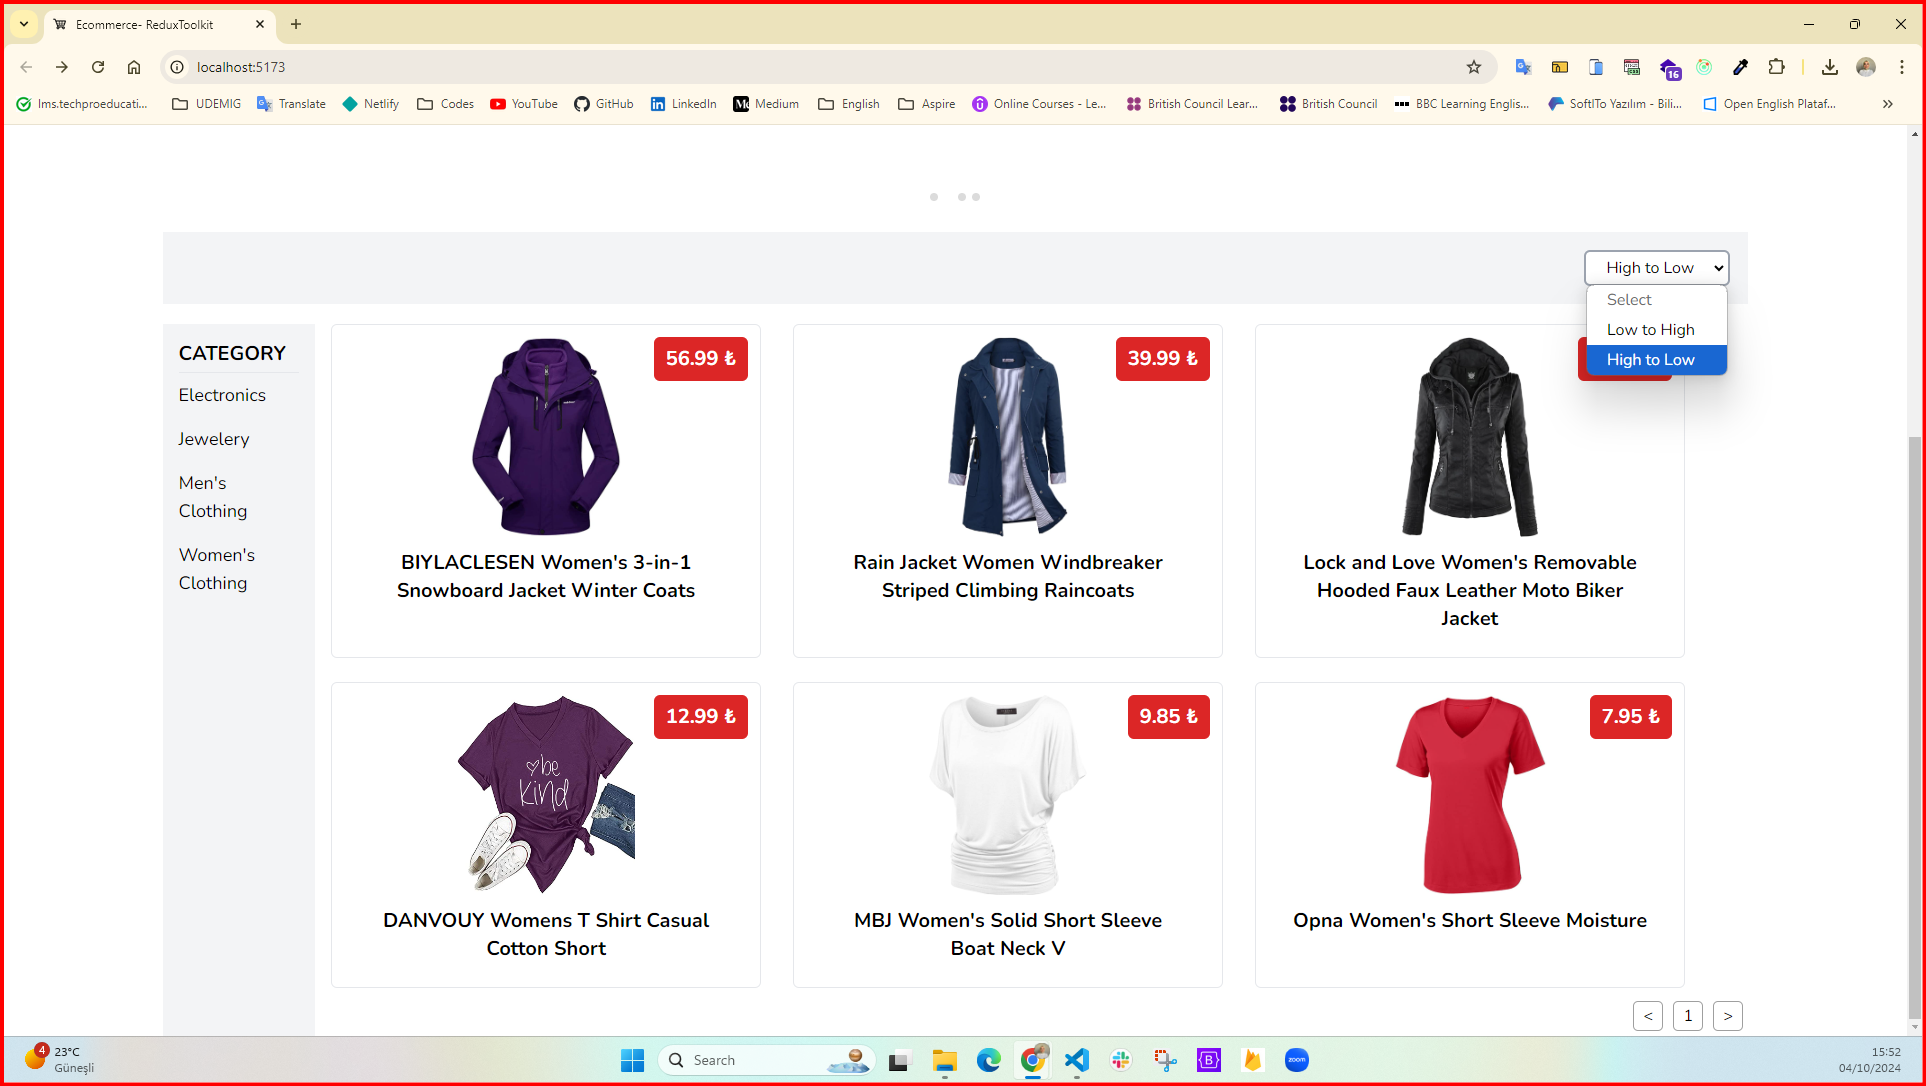 Ecommerce- ReduxToolkit
localhost:5173
16
lms.techproeducati...
UDEMIG
Translate
Netlify
Codes
YouTube
GitHub
LinkedIn
Medium
English
Aspire
Online Courses - Le...
British Council Lear...
British Council
BBC Learning Englis...
SoftITo Yazılım - Bili...
Open English Plataf...
High to Low
Select
Low to High
High to Low
CATEGORY
Electronics
Jewelery
Men's
Clothing
Women's
Clothing
56.99 ₺
BIYLACLESEN Women's 3-in-1
Snowboard Jacket Winter Coats
39.99 ₺
Rain Jacket Women Windbreaker
Striped Climbing Raincoats
Lock and Love Women's Removable
Hooded Faux Leather Moto Biker
Jacket
12.99 ₺
be
kind
DANVOUY Womens T Shirt Casual
Cotton Short
9.85 ₺
MBJ Women's Solid Short Sleeve
Boat Neck V
7.95 ₺
Opna Women's Short Sleeve Moisture
< 1 >
4
23°C
Güneşli
Search
zoom
15:52
04/10/2024